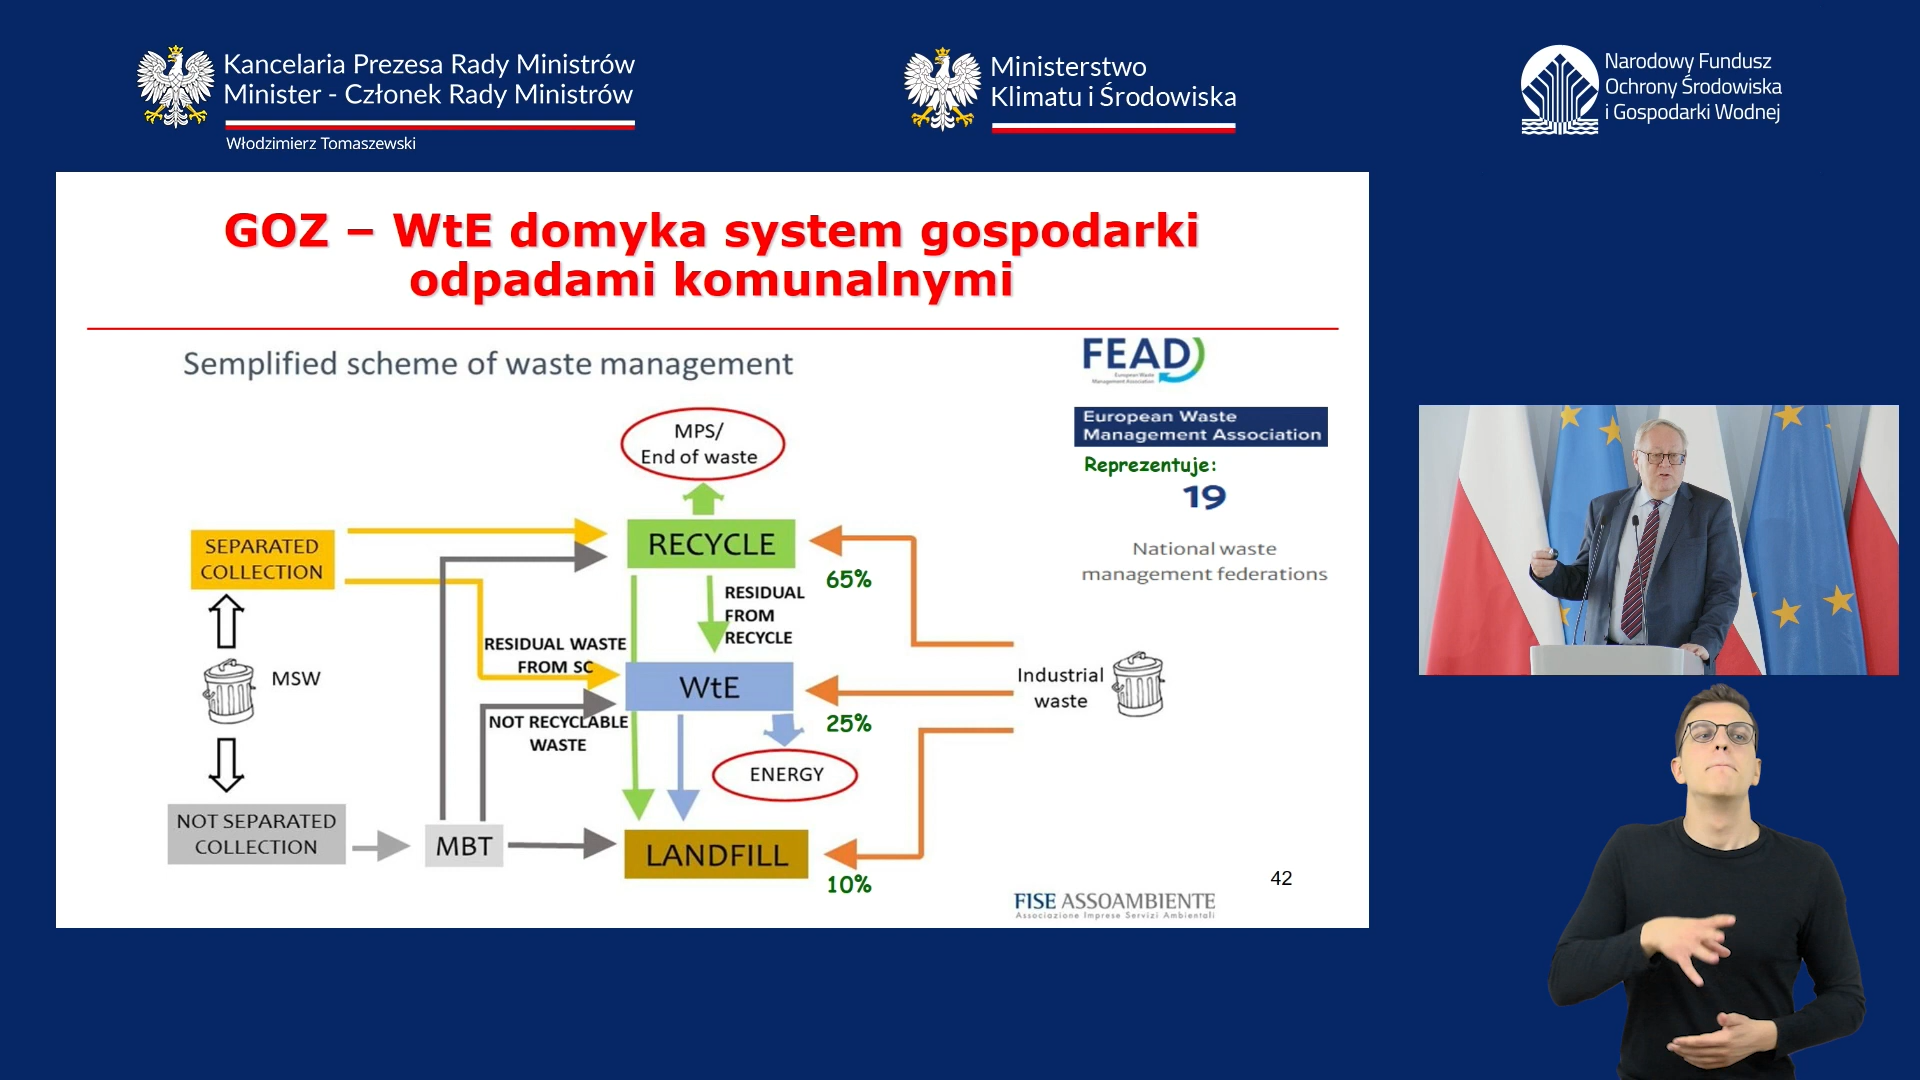 Kancelaria Prezesa Rady Ministrów
Minister - Członek Rady Ministrów
Włodzimierz Tomaszewski
Ministerstwo
Klimatu i Środowiska
Narodowy Fundusz
Ochrony Środowiska
i Gospodarki Wodnej
GOZ – WtE domyka system gospodarki
odpadami komunalnymi
Semplified scheme of waste management
FEAD
European Waste
Management Association
European Waste
Management Association
Reprezentuje:
19
National waste
management federations
MPS/
End of waste
SEPARATED
COLLECTION
RECYCLE
65%
RESIDUAL
FROM
RECYCLE
RESIDUAL WASTE
FROM SC
MSW
WtE
25%
Industrial
waste
NOT RECYCLABLE
WASTE
ENERGY
NOT SEPARATED
COLLECTION
MBT
LANDFILL
10%
42
FISE ASSOAMBIENTE
Associazione Imprese Servizi Ambientali